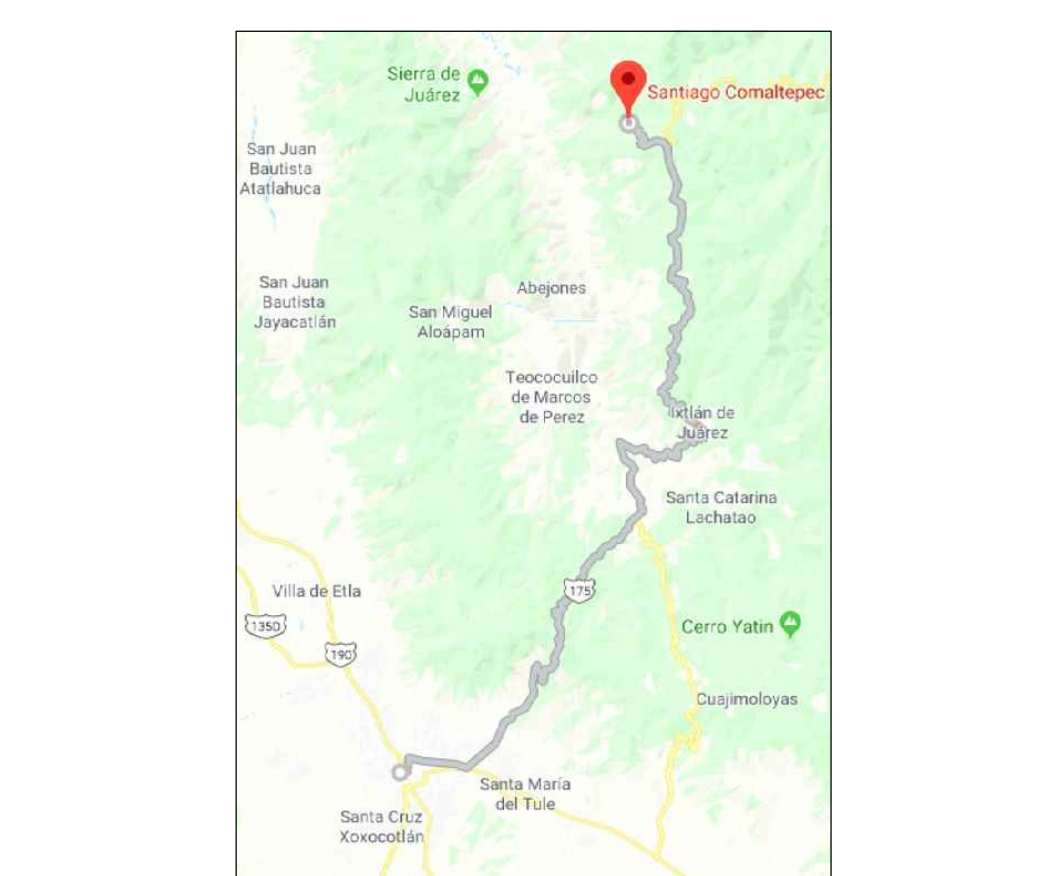 Sierra de
Juárez
Santiago Comaltepec
San Juan
Bautista
Atatlahuca
San Juan
Bautista
Jayacatlán
Abejones
San Miguel
Aloápam
Teococuilco
de Marcos
de Perez
Ixtlán de
Juárez
Santa Catarina
Lachatao
175
Villa de Etla
1350
190
Cerro Yatin
Cuajimoloyas
Santa María
del Tule
Santa Cruz
Xoxocotlán